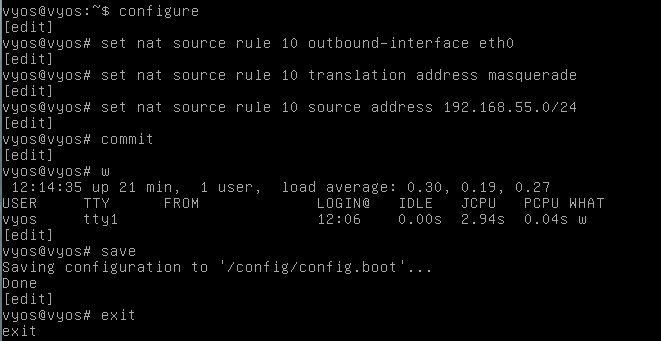 vyos@vyos:~$ configure
[edit]
vyos@vyos# set nat source rule 10 outbound-interface eth0
[edit]
vyos@vyos# set nat source rule 10 translation address masquerade
[edit]
vyos@vyos# set nat source rule 10 source address 192.168.55.0/24
[edit]
vyos@vyos# commit
[edit]
vyos@vyos# w
 12:14:35 up 21 min,  1 user,  load average: 0.30, 0.19, 0.27
USER     TTY      FROM             LOGIN@   IDLE   JCPU   PCPU WHAT
vyos     tty1                      12:06    0.00s  2.94s  0.04s w
[edit]
vyos@vyos# save
Saving configuration to '/config/config.boot'...
Done
[edit]
vyos@vyos# exit
exit